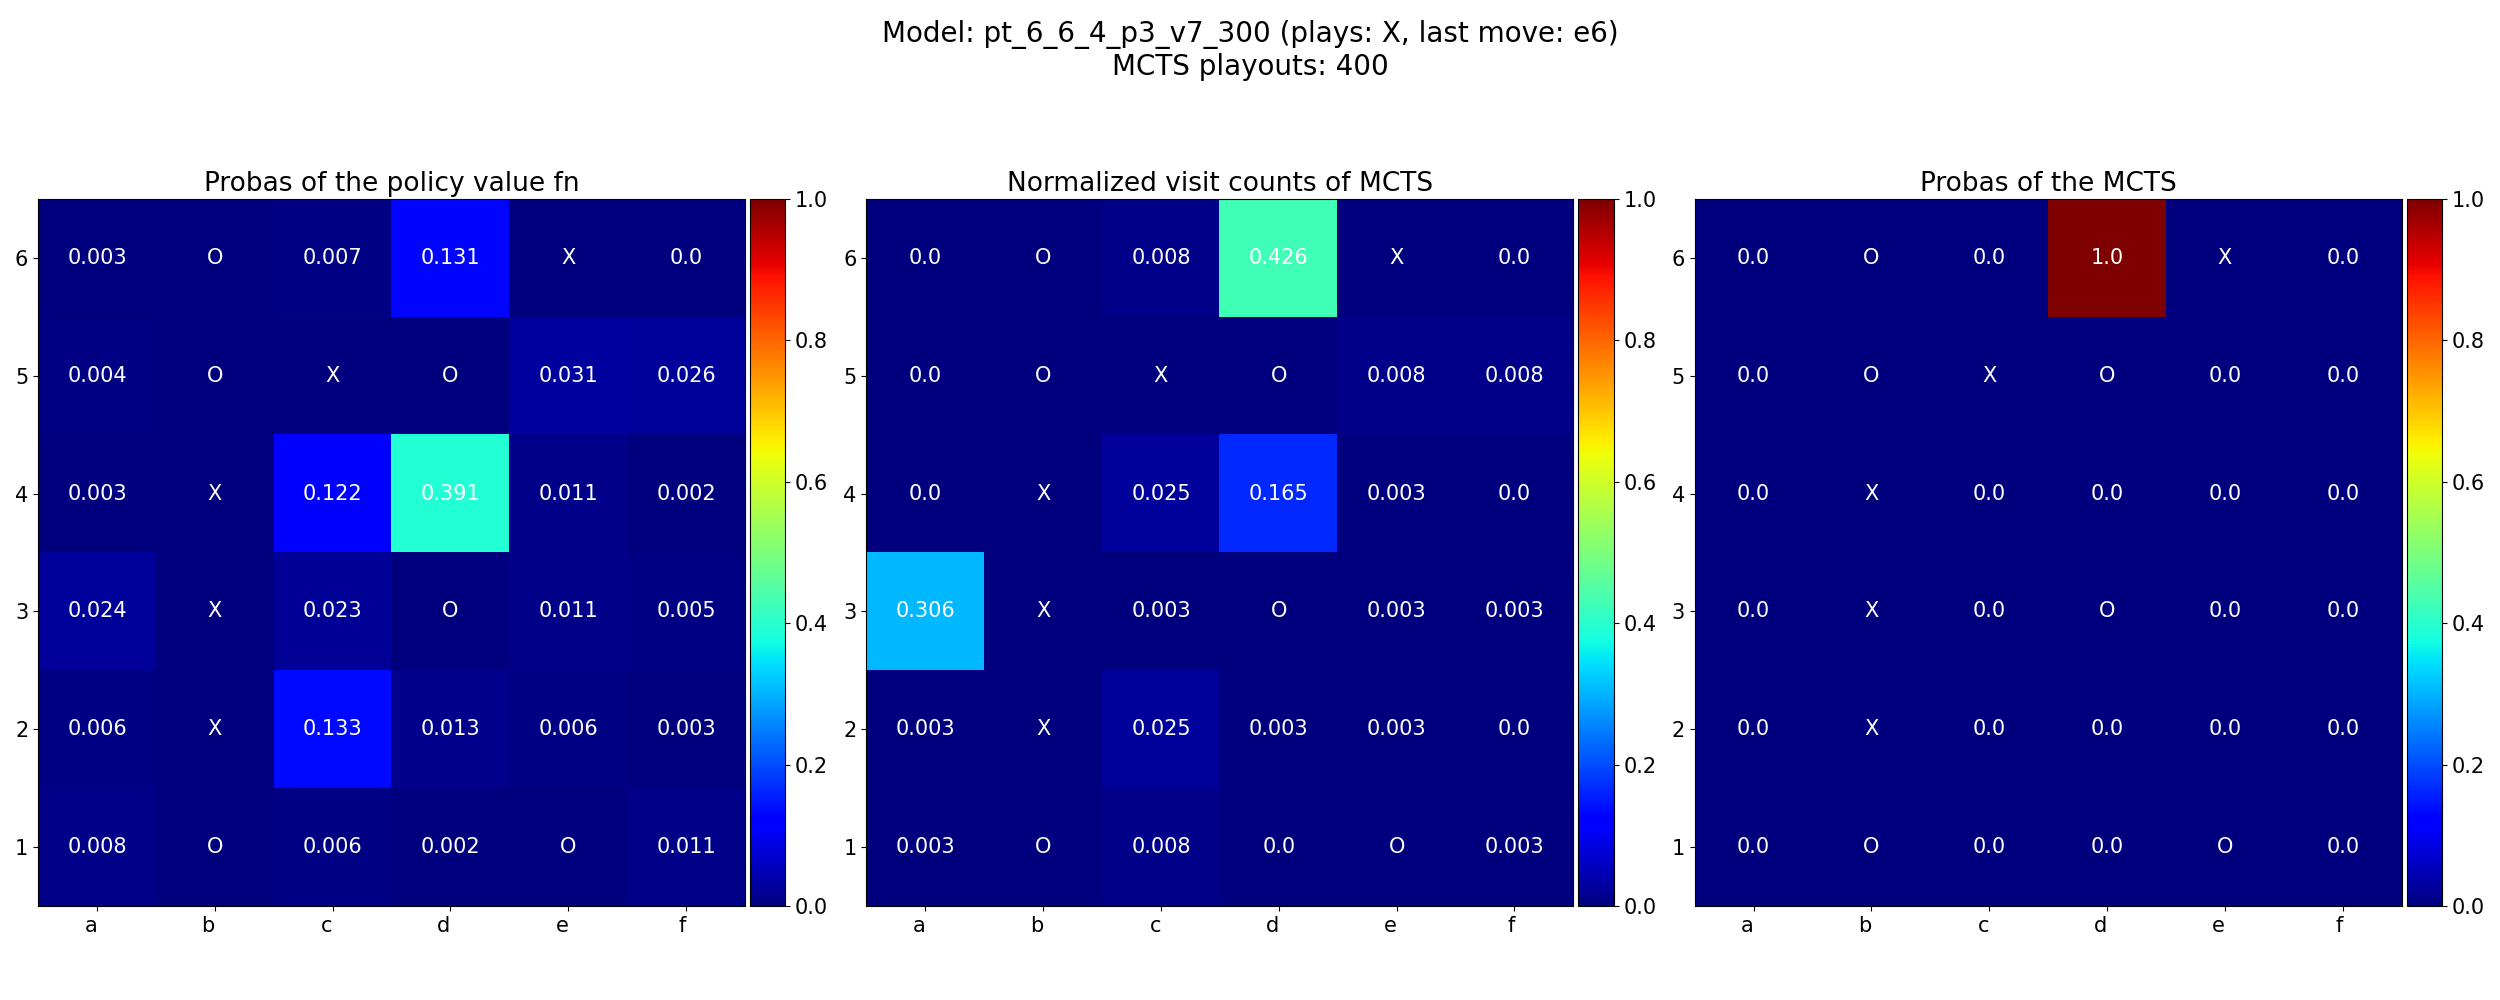 Model: pt_6_6_4_p3_v7_300 (plays: X, last move: e6)
MCTS playouts: 400
Probas of the policy value fn
1.0
6 0.003 O 0.007 0.131 X 0.0
0.8
5 0.004 O X O 0.031 0.026
0.6
4 0.003 X 0.122 0.391 0.011 0.002
0.4
3 0.024 X 0.023 O 0.011 0.005
0.2
2 0.006 X 0.133 0.013 0.006 0.003
1 0.008 O 0.006 0.002 O 0.011
0.0
a b c d e f
Normalized visit counts of MCTS
1.0
6 0.0 O 0.008 0.426 X 0.0
0.8
5 0.0 O X O 0.008 0.008
0.6
4 0.0 X 0.025 0.165 0.003 0.0
0.4
3 0.306 X 0.003 O 0.003 0.003
0.2
2 0.003 X 0.025 0.003 0.003 0.0
1 0.003 O 0.008 0.0 O 0.003
0.0
a b c d e f
Probas of the MCTS
1.0
6 0.0 O 0.0 1.0 X 0.0
0.8
5 0.0 O X O 0.0 0.0
0.6
4 0.0 X 0.0 0.0 0.0 0.0
0.4
3 0.0 X 0.0 O 0.0 0.0
0.2
2 0.0 X 0.0 0.0 0.0 0.0
1 0.0 O 0.0 0.0 O 0.0
0.0
a b c d e f